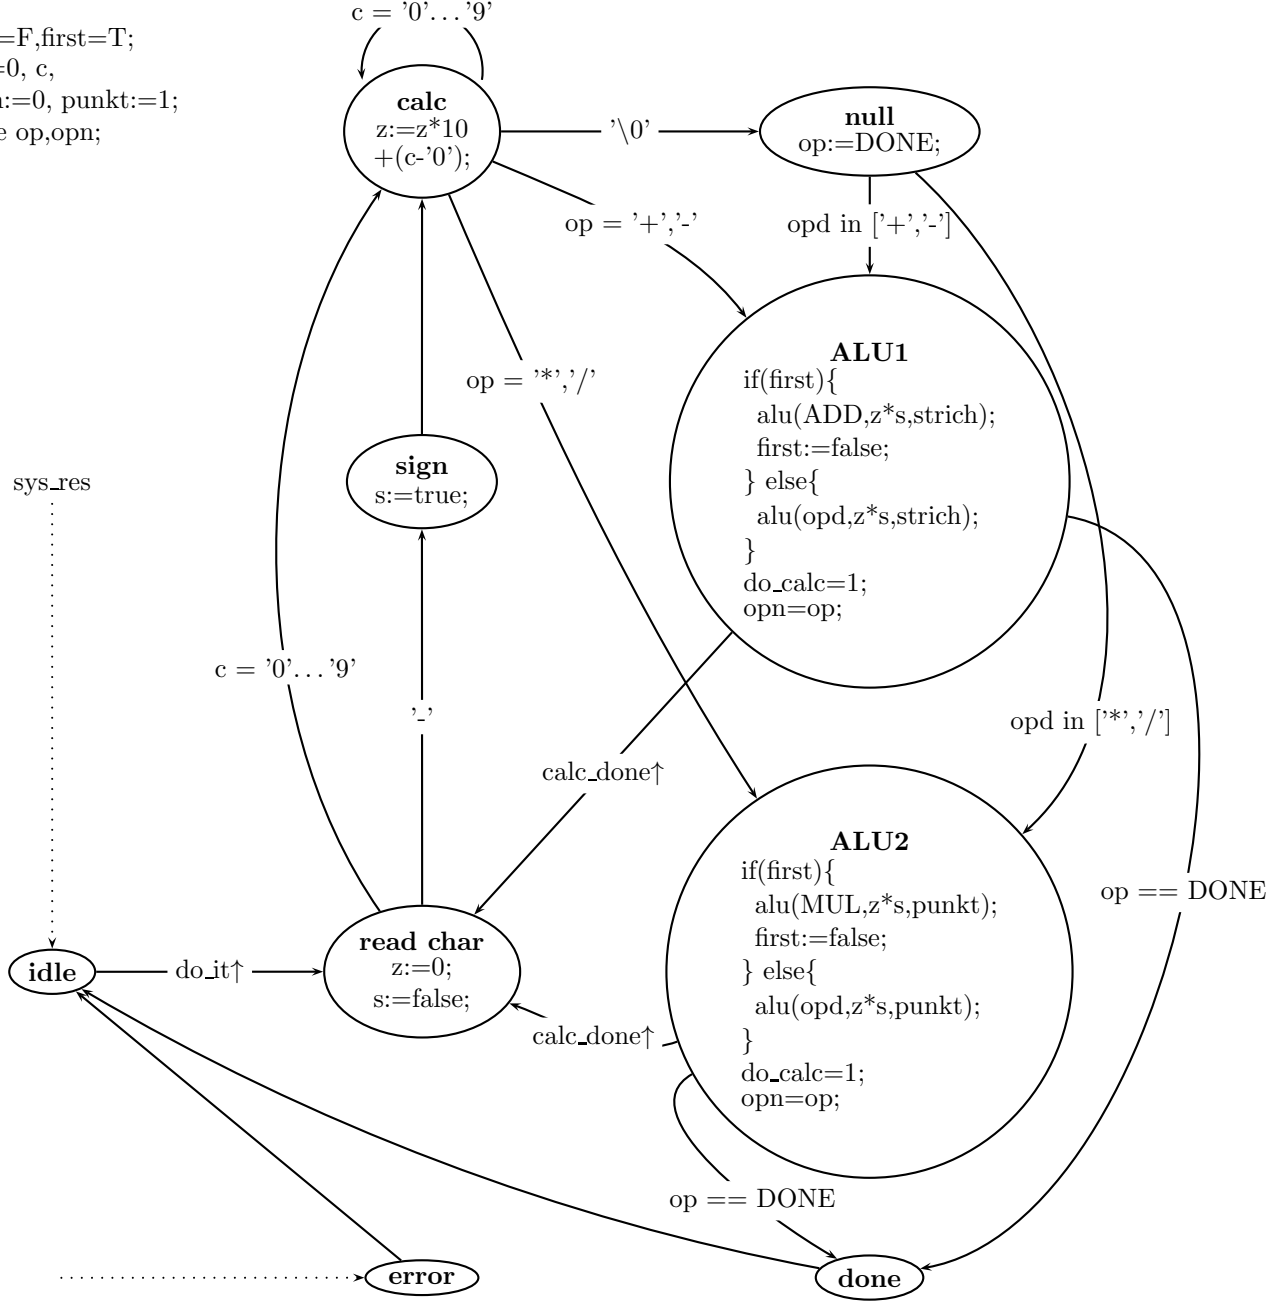 =F,first=T;
=0, c,
:=0, punkt:=1;
op,opn;
c = '0'...'9'
calc
z:=z*10
+(c-'0');
'\0'
null
op:=DONE;
op = '+','-'
opd in ['+','-']
op = '*','/'
ALU1
if(first){
alu(ADD,z*s,strich);
first:=false;
} else{
alu(opd,z*s,strich);
}
do_calc=1;
opn=op;
sign
s:=true;
sys_res
c = '0'...'9'
'-'
opd in ['*','/']
calc_done↑
ALU2
if(first){
alu(MUL,z*s,punkt);
first:=false;
} else{
alu(opd,z*s,punkt);
}
do_calc=1;
opn=op;
op == DONE
read char
z:=0;
s:=false;
idle
do_it↑
calc_done↑
op == DONE
error
done